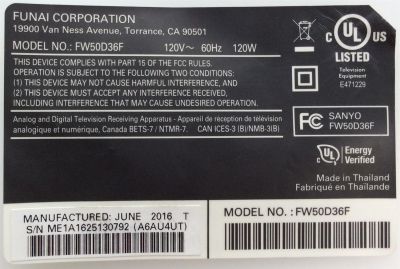 FUNAI CORPORATION
19900 Van Ness Avenue, Torrance, CA 90501
MODEL NO.: FW50D36F 120V~ 60Hz 120W
THIS DEVICE COMPLIES WITH PART 15 OF THE FCC RULES.
OPERATION IS SUBJECT TO THE FOLLOWING TWO CONDITIONS:
(1) THIS DEVICE MAY NOT CAUSE HARMFUL INTERFERENCE, AND
(2) THIS DEVICE MUST ACCEPT ANY INTERFERENCE RECEIVED,
INCLUDING INTERFERENCE THAT MAY CAUSE UNDESIRED OPERATION.
Analog and Digital Television Receiving Apparatus - Appareil de réception de télévision
analogique et numérique, Canada BETS-7 / NTMR-7. CAN ICES-3 (B)/NMB-3(B)
C UL US
®
LISTED
Television
Equipment
E471229
FC SANYO
FW50D36F
UL Energy
Verified
Made in Thailand
Fabriqué en Thaïlande
MANUFACTURED: JUNE 2016 T
S/N ME1A1625130792 (A6AU4UT)
MODEL NO. :FW50D36F